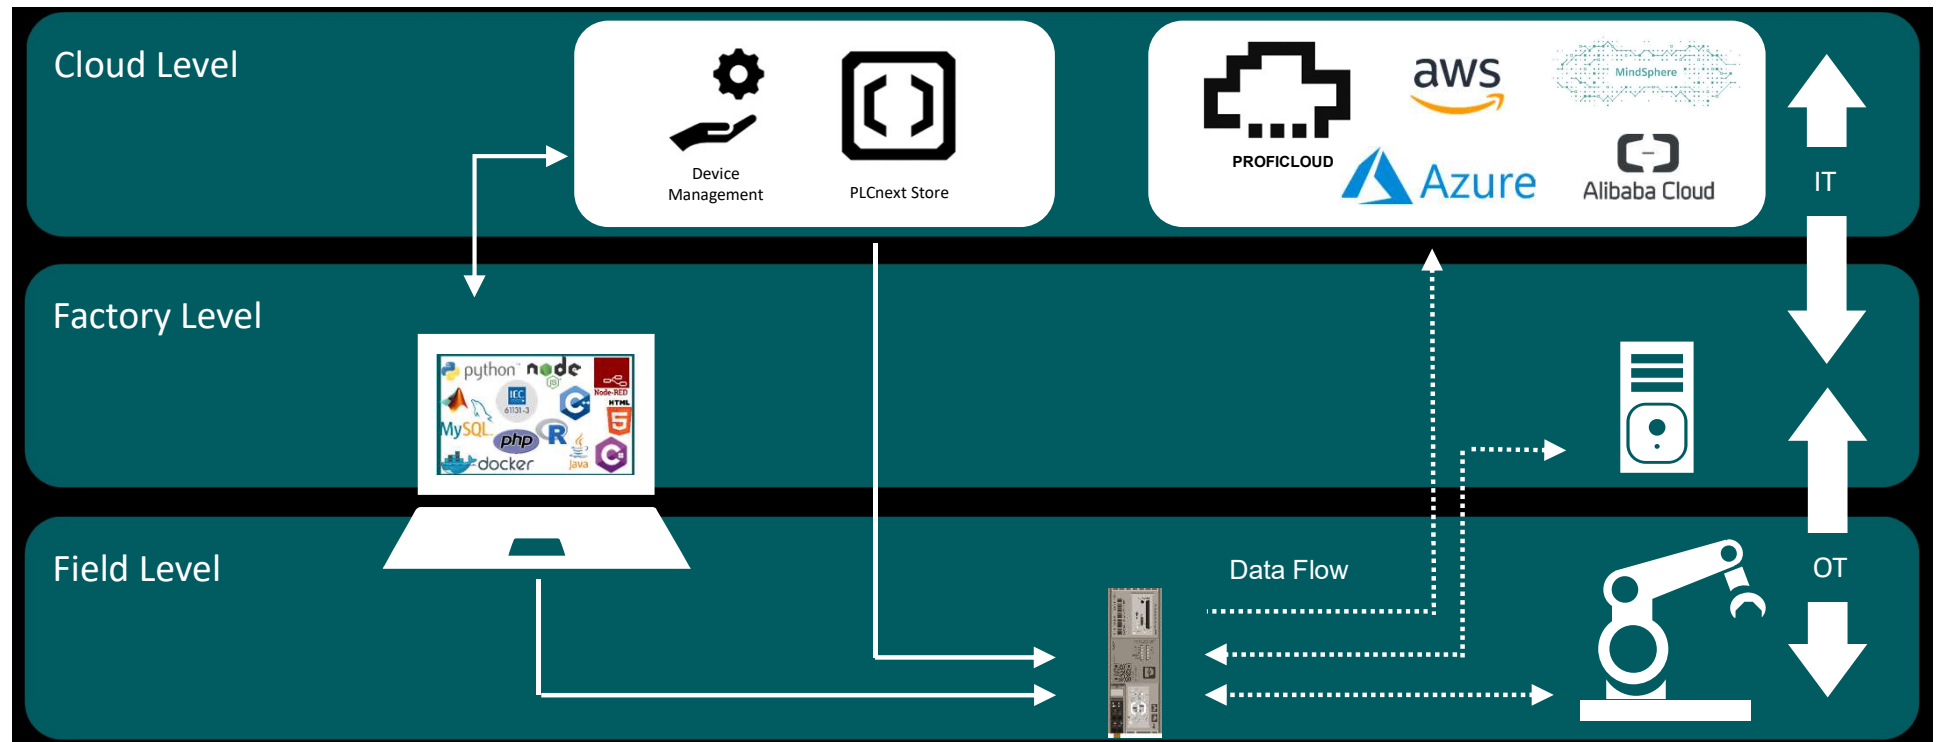 Cloud Level
Device
Management
PLCnext Store
PROFICLOUD
aws
MindSphere
Azure
Alibaba Cloud
IT
Factory Level
python
node
JS
Node-RED
IEC
61131-3
HTML
5
MySQL
php
R
Java
C
docker
Field Level
Data Flow
OT